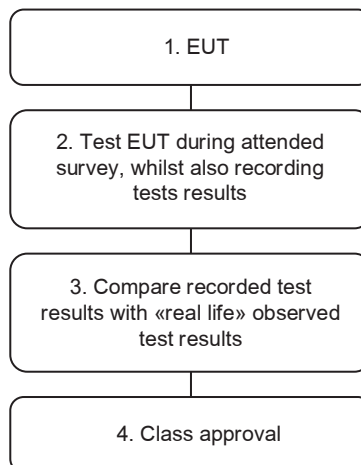 1. EUT
2. Test EUT during attended
survey, whilst also recording
tests results
3. Compare recorded test
results with «real life» observed
test results
4. Class approval